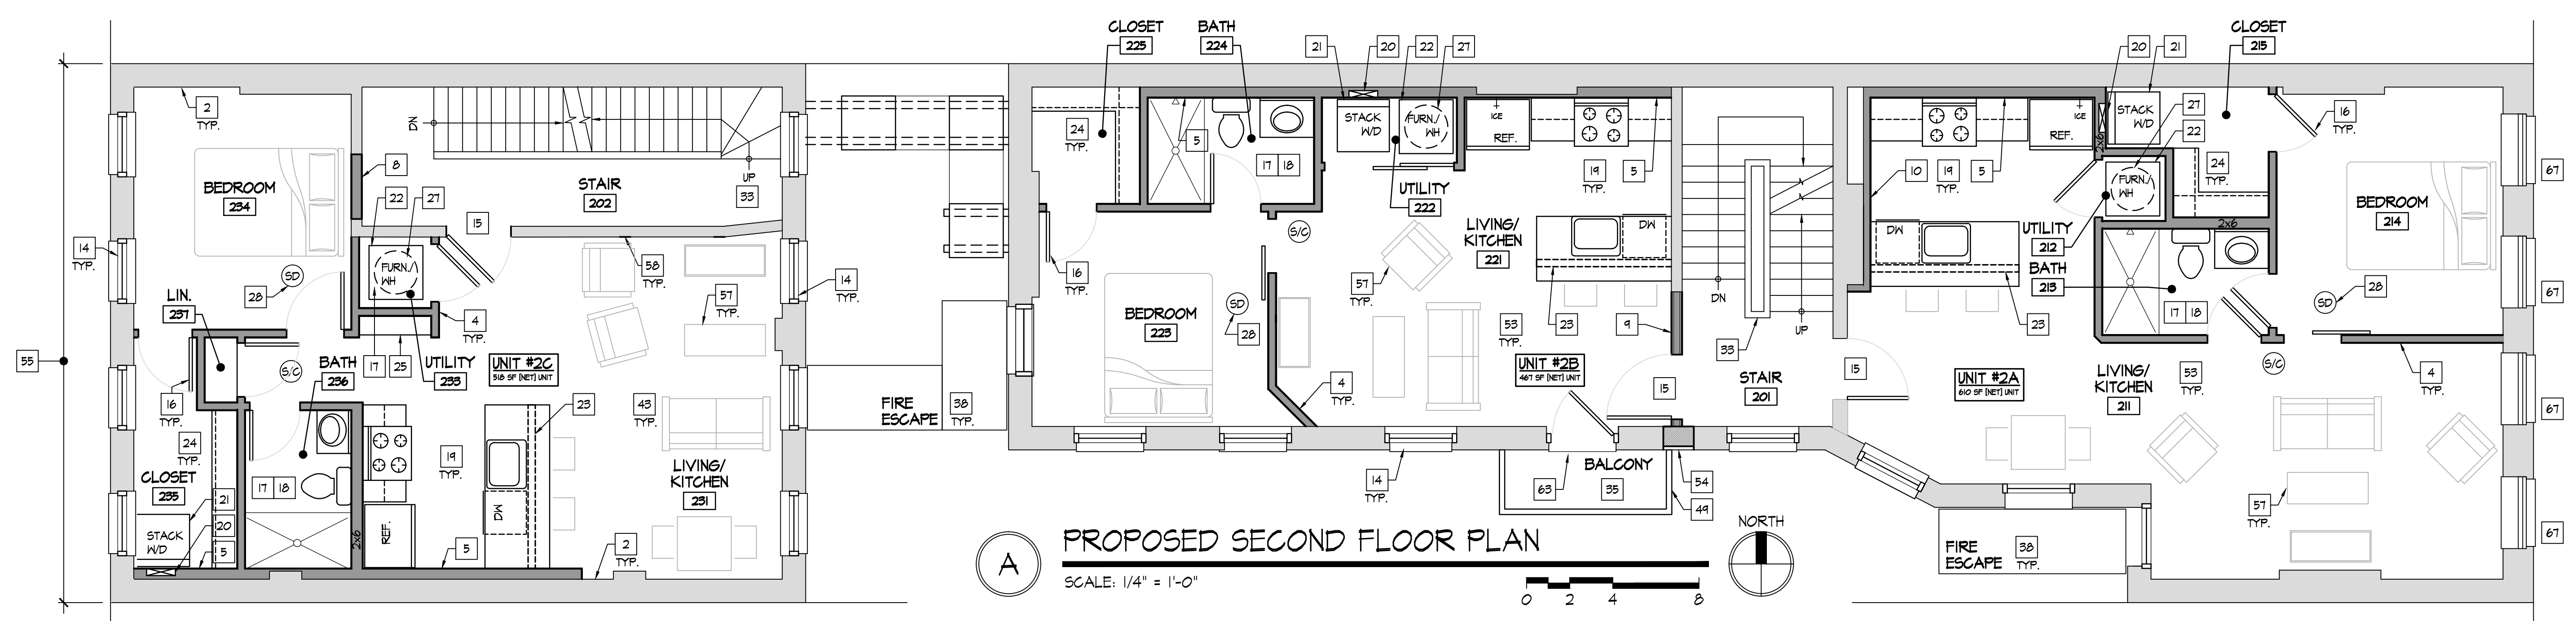 CLOSET
225
BATH
224
21
20
22
27
20
21
CLOSET
215
2
TYP.
DN
UP
33
8
BEDROOM
234
STAIR
202
22
27
15
FURN./
WH
58
14
TYP.
SD
28
LIN.
237
4
TYP.
57
TYP.
14
TYP.
17
25
UTILITY
233
UNIT #2C
518 SF [NET] UNIT
S/C
BATH
236
16
TYP.
24
TYP.
CLOSET
235
21
20
5
STACK
W/D
17
18
2x6
REF.
19
TYP.
DW
23
43
TYP.
LIVING/
KITCHEN
231
5
2
TYP.
55
FIRE
ESCAPE
38
TYP.
24
TYP.
5
17
18
STACK
W/D
FURN./
WH
ICE
REF.
19
TYP.
5
UTILITY
222
16
TYP.
S/C
LIVING/
KITCHEN
221
DW
57
TYP.
BEDROOM
223
SD
28
53
TYP.
23
9
4
TYP.
UNIT #2B
467 SF [NET] UNIT
15
DN
UP
33
STAIR
201
14
TYP.
63
BALCONY
35
54
49
10
19
TYP.
5
ICE
REF.
2x6
STACK
W/D
27
22
FURN./
WH
24
TYP.
16
TYP.
2x6
DW
UTILITY
212
BATH
213
17
18
BEDROOM
214
SD
28
67
67
67
67
23
15
UNIT #2A
610 SF [NET] UNIT
LIVING/
KITCHEN
211
53
TYP.
S/C
4
TYP.
57
TYP.
FIRE
ESCAPE
38
TYP.
A
PROPOSED SECOND FLOOR PLAN
SCALE: 1/4" = 1'-0"
0 2 4 8
NORTH